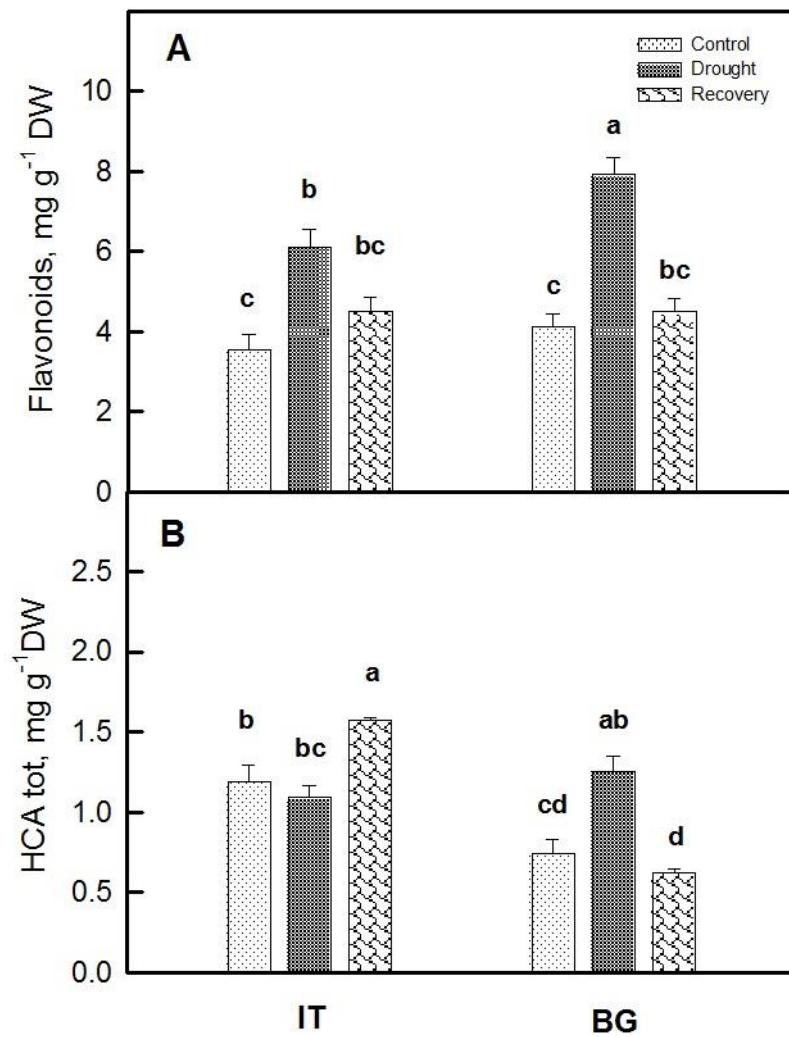 A
Control
Drought
Recovery
Flavonoids, mg g⁻¹ DW
10
8
6
4
2
0
c
b
bc
c
a
bc
B
HCA tot, mg g⁻¹DW
2.5
2.0
1.5
1.0
0.5
0.0
b
bc
a
cd
ab
d
IT
BG